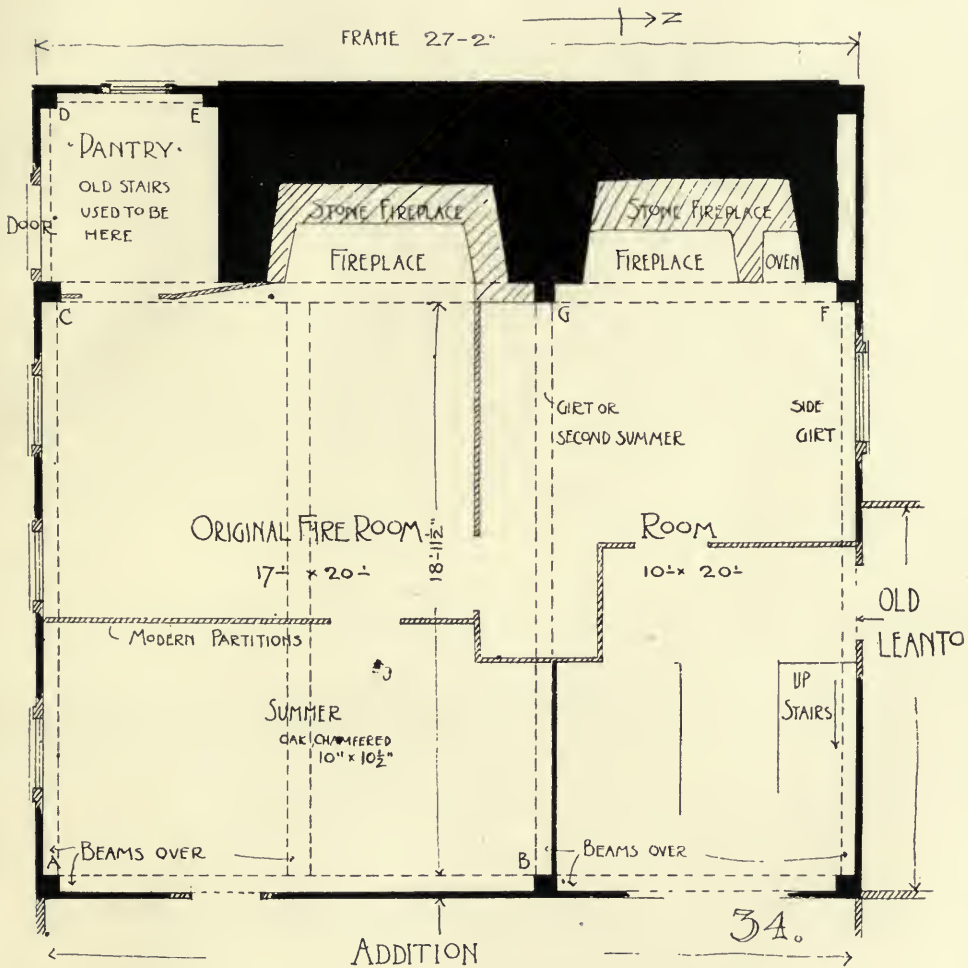 N
FRAME 27-2"
D E
·PANTRY·
OLD STAIRS
USED TO BE
HERE
DOOR
STONE FIREPLACE
FIREPLACE
STONE FIREPLACE
FIREPLACE
OVEN
C
G
F
GIRT OR
SECOND SUMMER
SIDE
GIRT
ORIGINAL FIRE ROOM
17± × 20±
18-11½"
ROOM
10± × 20±
OLD
LEANTO
MODERN PARTITIONS
SUMMER
OAK CHAMFERED
10" × 10½"
UP
STAIRS
A
BEAMS OVER
B
BEAMS OVER
34.
ADDITION